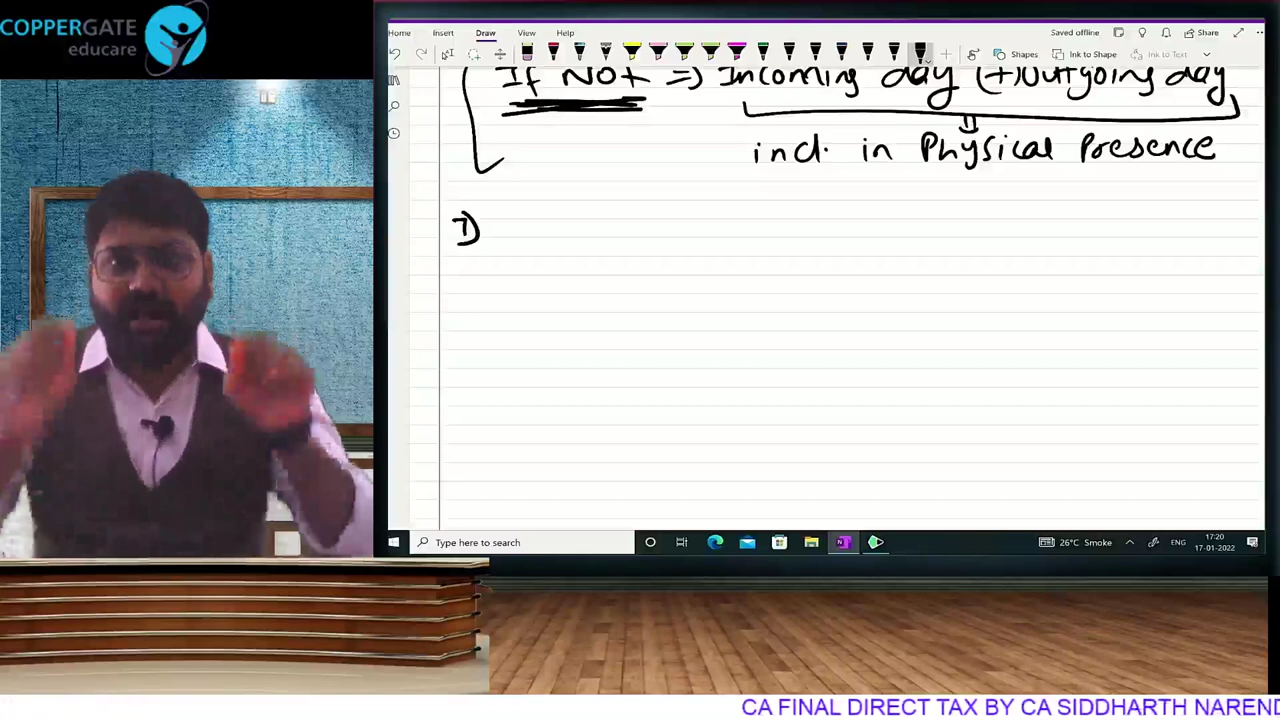 COPPERGATE
educare
Home Insert Draw View Help
Saved offline
Share
Shapes
Ink to Shape
Ink to Text
If Not => Incoming day (+) Outgoing day
incl. in Physical Presence
D
Type here to search
26°C Smoke
ENG
17:20
17-01-2022
CA FINAL DIRECT TAX BY CA SIDDHARTH NAREND